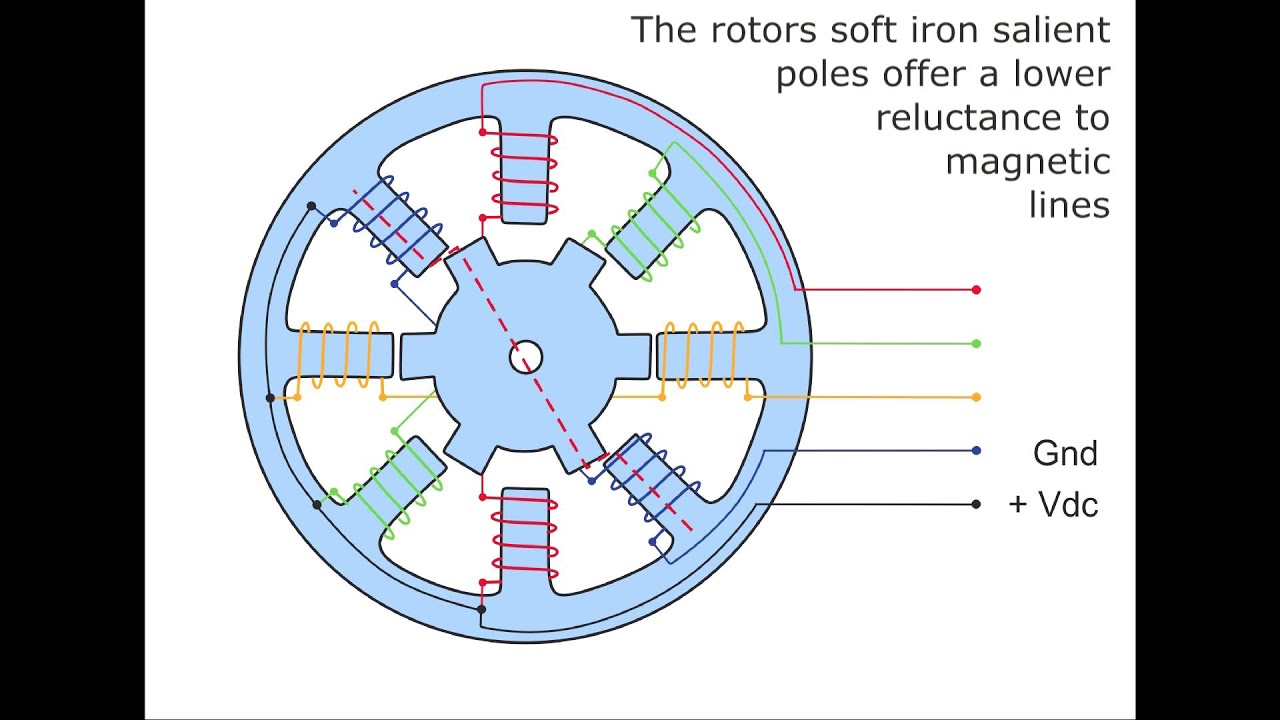 The rotors soft iron salient
poles offer a lower
reluctance to
magnetic
lines
Gnd
+ Vdc